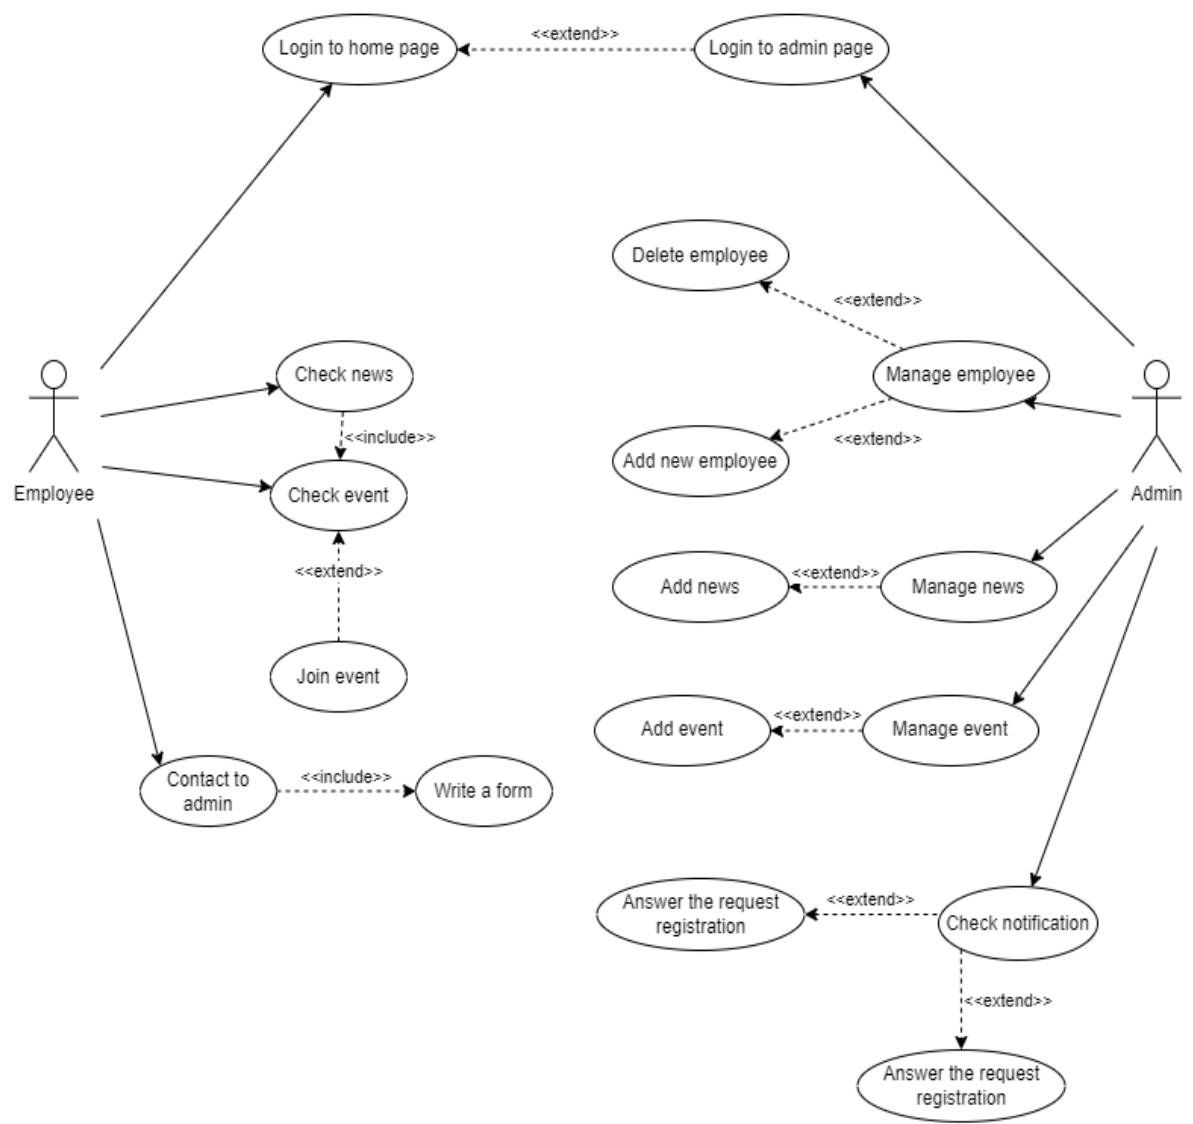 Login to home page
<<extend>>
Login to admin page
Delete employee
<<extend>>
Check news
Manage employee
<<include>>
<<extend>>
Add new employee
Employee
Check event
Admin
<<extend>>
Add news
<<extend>>
Manage news
Join event
Add event
<<extend>>
Manage event
Contact to
admin
<<include>>
Write a form
Answer the request
registration
<<extend>>
Check notification
<<extend>>
Answer the request
registration